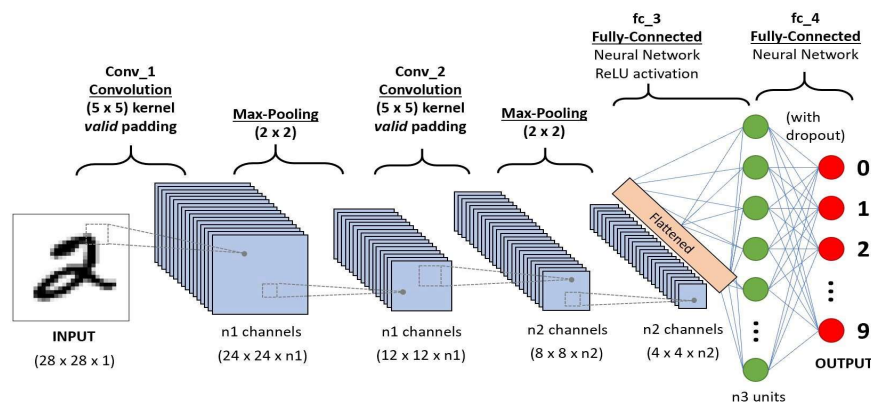 fc_3
Fully-Connected
Neural Network
ReLU activation
fc_4
Fully-Connected
Neural Network
Conv_1
Convolution
(5 x 5) kernel
valid padding
Max-Pooling
(2 x 2)
Conv_2
Convolution
(5 x 5) kernel
valid padding
Max-Pooling
(2 x 2)
(with
dropout)
Flattened
0
1
2
9
INPUT
(28 x 28 x 1)
n1 channels
(24 x 24 x n1)
n1 channels
(12 x 12 x n1)
n2 channels
(8 x 8 x n2)
n2 channels
(4 x 4 x n2)
OUTPUT
n3 units
2